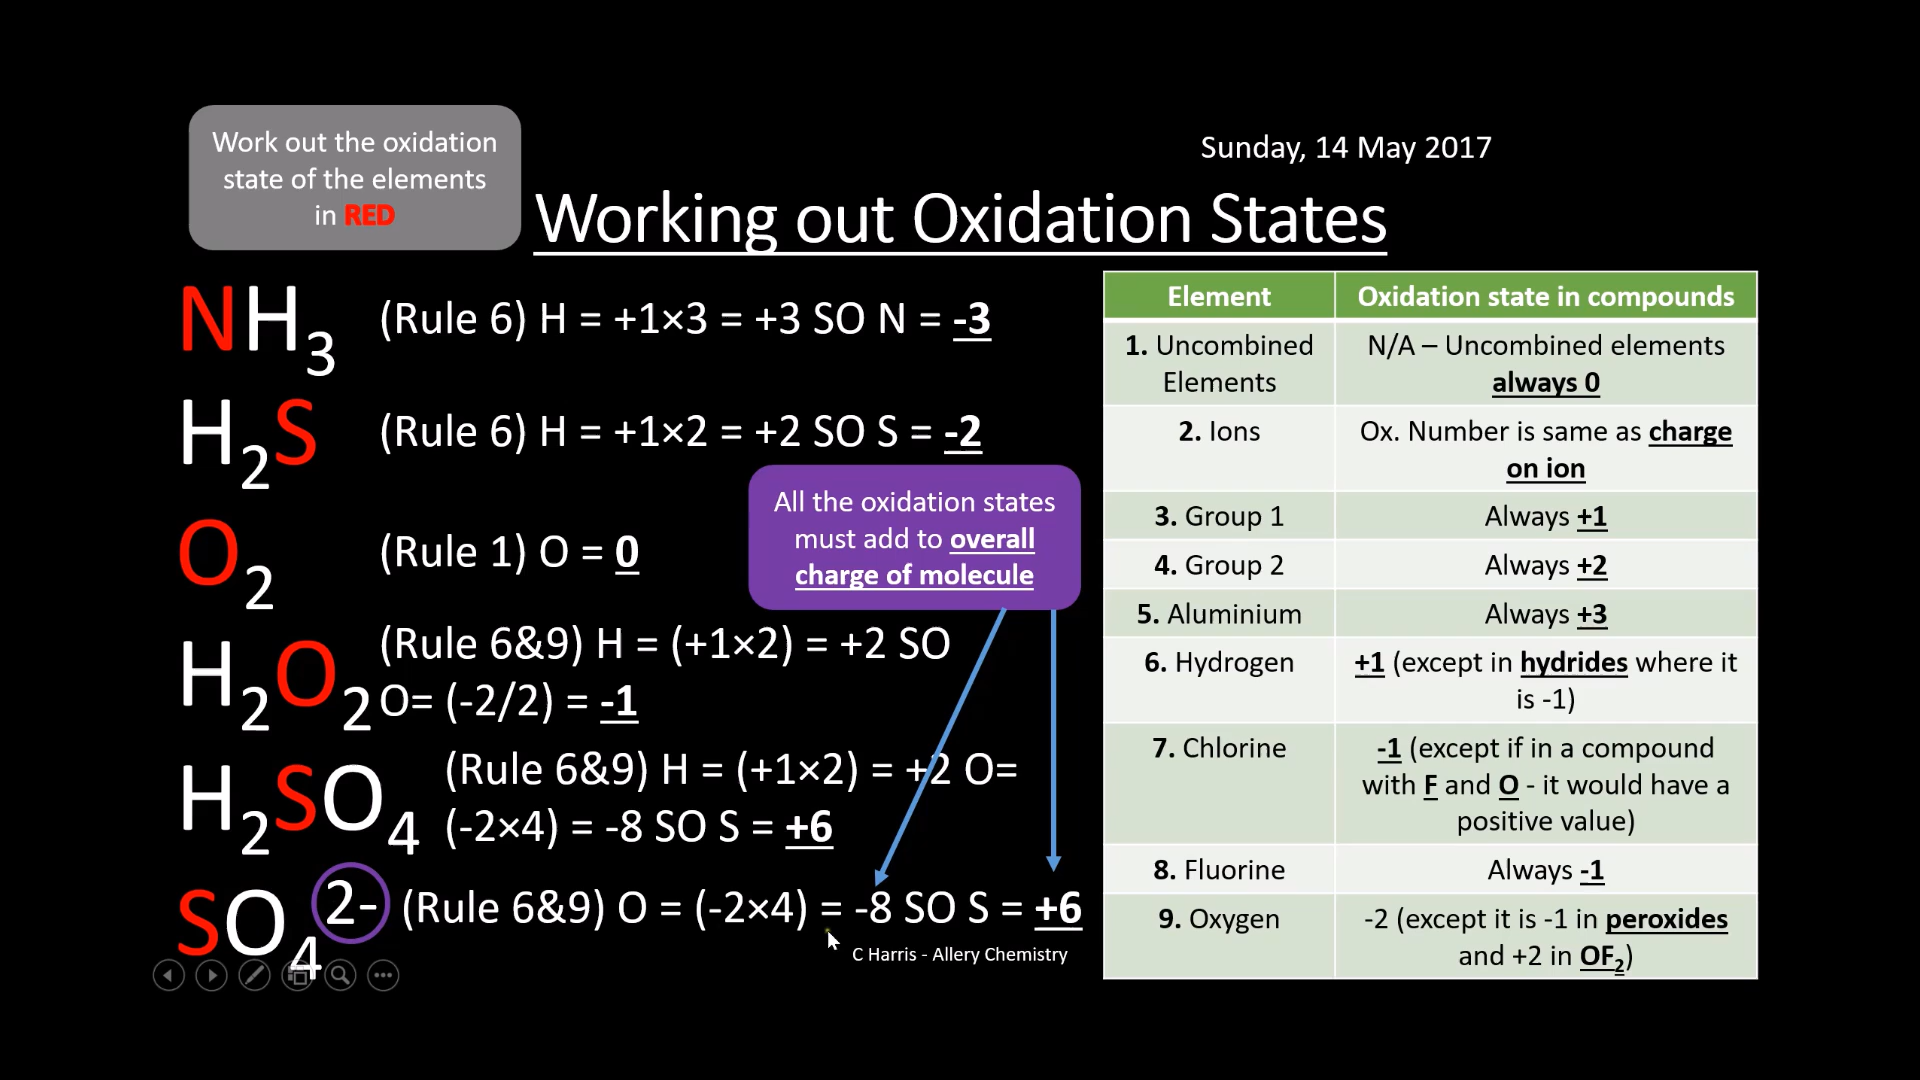 Work out the oxidation
state of the elements
in RED
Sunday, 14 May 2017
Working out Oxidation States
NH3 (Rule 6) H = +1×3 = +3 SO N = -3
H2S (Rule 6) H = +1×2 = +2 SO S = -2
All the oxidation states
must add to overall
charge of molecule
O2 (Rule 1) O = 0
H2O2 (Rule 6&9) H = (+1×2) = +2 SO
O= (-2/2) = -1
H2SO4 (Rule 6&9) H = (+1×2) = +2 O=
(-2×4) = -8 SO S = +6
SO4 2- (Rule 6&9) O = (-2×4) = -8 SO S = +6
C Harris - Allery Chemistry
Element Oxidation state in compounds
1. Uncombined
Elements
N/A – Uncombined elements
always 0
2. Ions
Ox. Number is same as charge
on ion
3. Group 1 Always +1
4. Group 2 Always +2
5. Aluminium Always +3
6. Hydrogen
+1 (except in hydrides where it
is -1)
7. Chlorine
-1 (except if in a compound
with F and O - it would have a
positive value)
8. Fluorine Always -1
9. Oxygen
-2 (except it is -1 in peroxides
and +2 in OF2)